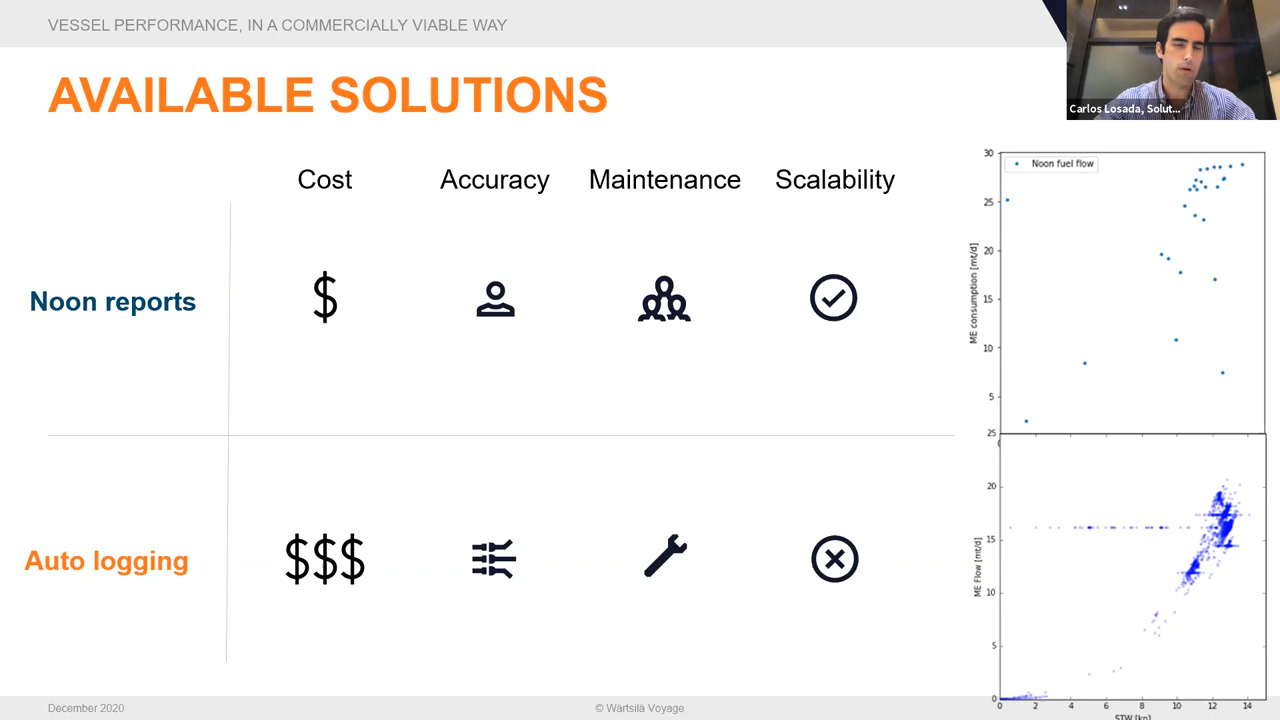 VESSEL PERFORMANCE, IN A COMMERCIALLY VIABLE WAY
Carlos Losada, Solut...
AVAILABLE SOLUTIONS
Cost Accuracy Maintenance Scalability
Noon reports
$
Auto logging
$$$
Noon fuel flow
ME consumption [mt/d]
30
25
20
15
10
5
25
20
15
10
5
0
ME Flow [mt/d]
0 2 4 6 8 10 12 14
STW [kn]
December 2020
© Wärtsilä Voyage